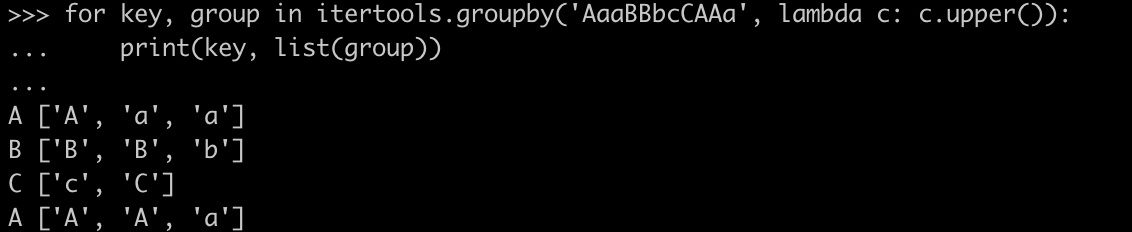 >>> for key, group in itertools.groupby('AaaBBbcCAAa', lambda c: c.upper()):
...     print(key, list(group))
...
A ['A', 'a', 'a']
B ['B', 'B', 'b']
C ['c', 'C']
A ['A', 'A', 'a']